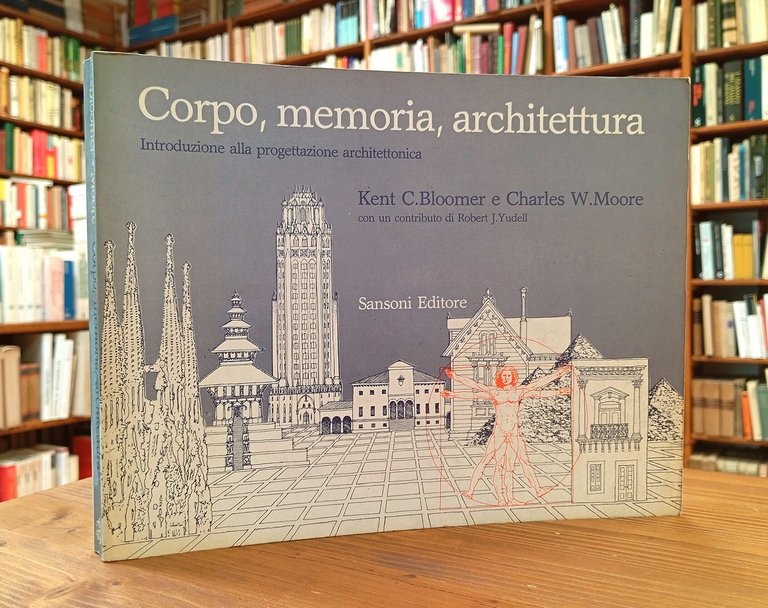 Corpo, memoria, architettura
Introduzione alla progettazione architettonica
Kent C.Bloomer e Charles W.Moore
con un contributo di Robert J.Yudell
Sansoni Editore